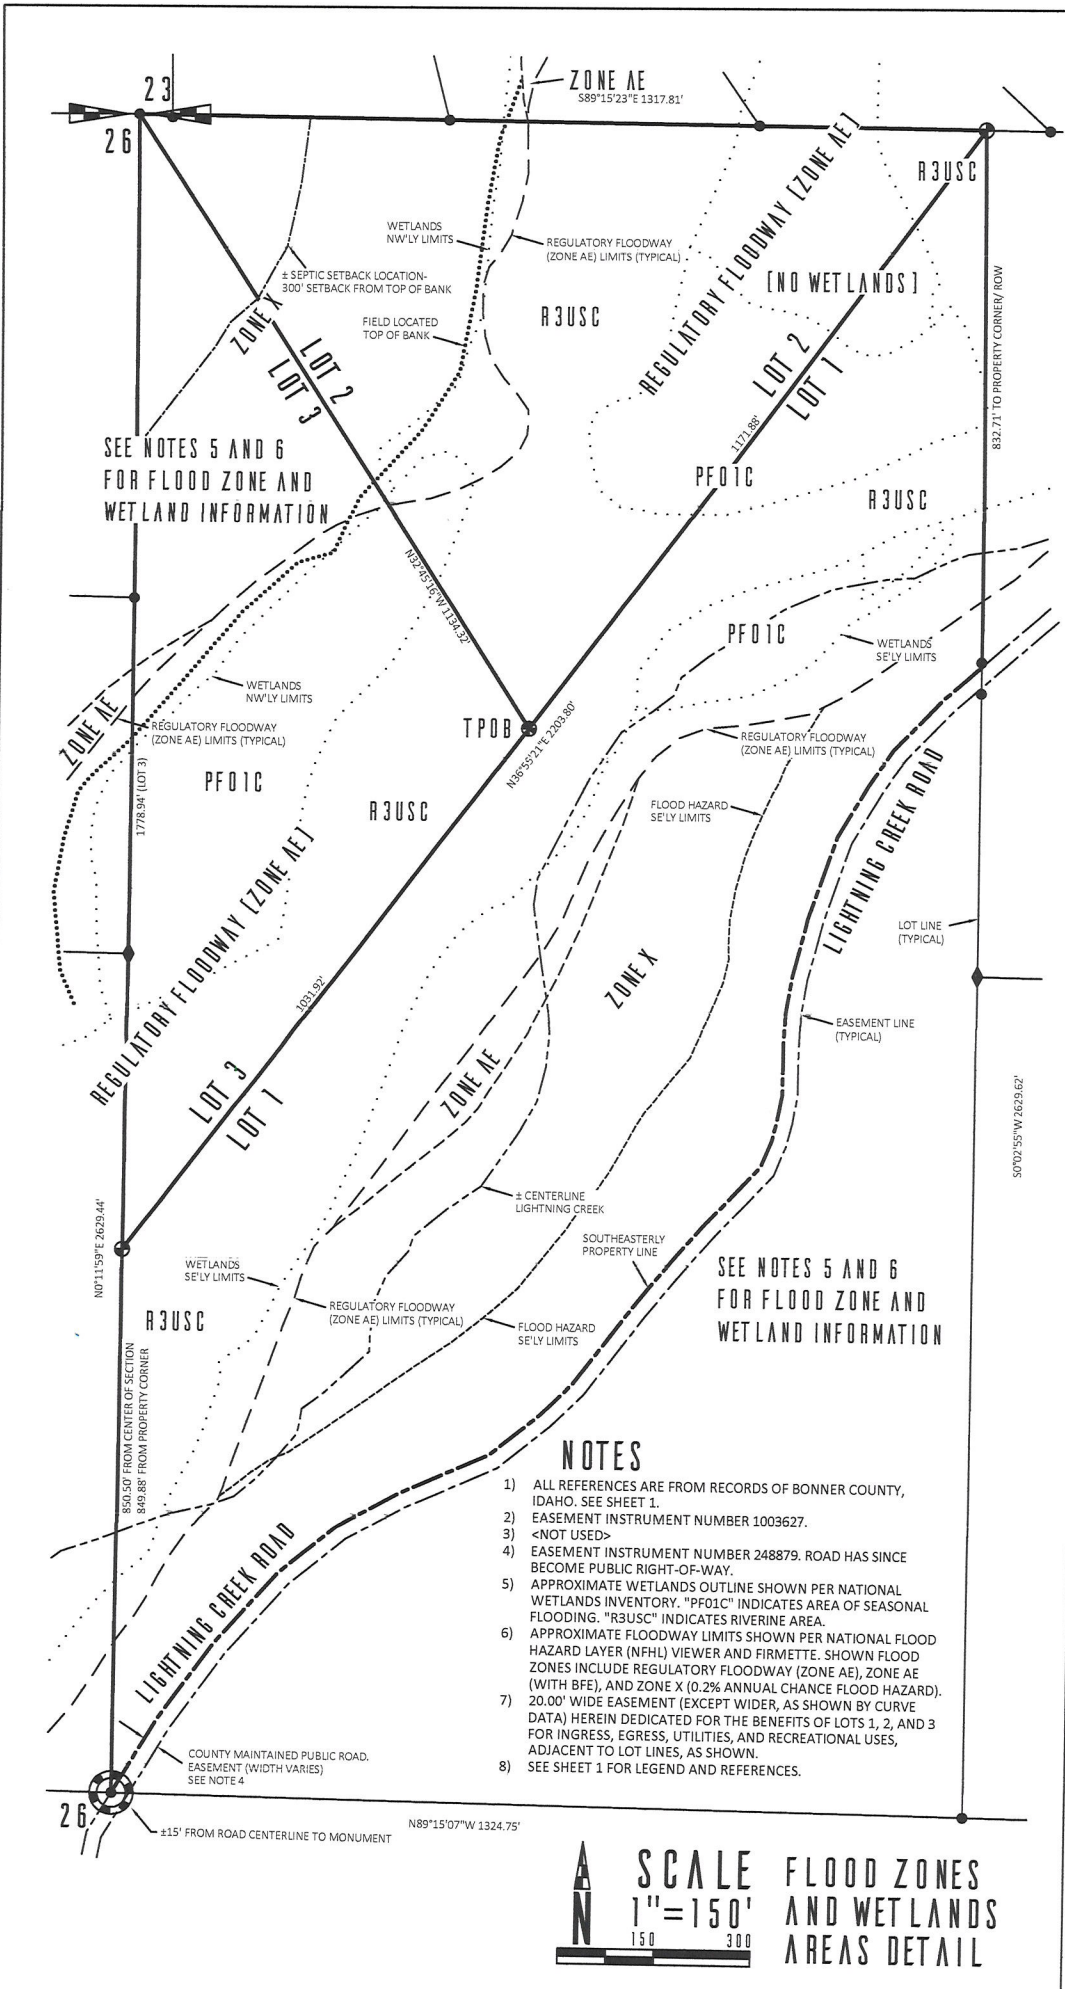 ZONE AE
S89°15'23"E 1317.81'
23
26
R3USC
REGULATORY FLOODWAY [ZONE AE]
WETLANDS
NW'LY LIMITS
REGULATORY FLOODWAY
(ZONE AE) LIMITS (TYPICAL)
± SEPTIC SETBACK LOCATION-
300' SETBACK FROM TOP OF BANK
[NO WETLANDS]
ZONE X
FIELD LOCATED
TOP OF BANK
R3USC
LOT 2
LOT 3
LOT 2
LOT 1
832.71' TO PROPERTY CORNER/ ROW
1171.88'
SEE NOTES 5 AND 6
FOR FLOOD ZONE AND
WETLAND INFORMATION
PF01C
R3USC
N32°45'16"W 1134.32'
PF01C
WETLANDS
SE'LY LIMITS
WETLANDS
NW'LY LIMITS
ZONE AE
REGULATORY FLOODWAY
(ZONE AE) LIMITS (TYPICAL)
TPOB
N36°55'21"E 2203.80'
REGULATORY FLOODWAY
(ZONE AE) LIMITS (TYPICAL)
PF01C
1778.94' (LOT 3)
R3USC
FLOOD HAZARD
SE'LY LIMITS
LIGHTNING CREEK ROAD
REGULATORY FLOODWAY [ZONE AE]
LOT LINE
(TYPICAL)
ZONE X
1031.92'
EASEMENT LINE
(TYPICAL)
LOT 3
LOT 1
ZONE AE
S0°02'55"W 2629.62'
± CENTERLINE
LIGHTNING CREEK
N0°11'59"E 2629.44'
SOUTHEASTERLY
PROPERTY LINE
WETLANDS
SE'LY LIMITS
SEE NOTES 5 AND 6
FOR FLOOD ZONE AND
WETLAND INFORMATION
R3USC
REGULATORY FLOODWAY
(ZONE AE) LIMITS (TYPICAL)
FLOOD HAZARD
SE'LY LIMITS
850.50' FROM CENTER OF SECTION
849.88' FROM PROPERTY CORNER
NOTES
1) ALL REFERENCES ARE FROM RECORDS OF BONNER COUNTY,
IDAHO. SEE SHEET 1.
2) EASEMENT INSTRUMENT NUMBER 1003627.
3) <NOT USED>
4) EASEMENT INSTRUMENT NUMBER 248879. ROAD HAS SINCE
BECOME PUBLIC RIGHT-OF-WAY.
5) APPROXIMATE WETLANDS OUTLINE SHOWN PER NATIONAL
WETLANDS INVENTORY. "PF01C" INDICATES AREA OF SEASONAL
FLOODING. "R3USC" INDICATES RIVERINE AREA.
6) APPROXIMATE FLOODWAY LIMITS SHOWN PER NATIONAL FLOOD
HAZARD LAYER (NFHL) VIEWER AND FIRMETTE. SHOWN FLOOD
ZONES INCLUDE REGULATORY FLOODWAY (ZONE AE), ZONE AE
(WITH BFE), AND ZONE X (0.2% ANNUAL CHANCE FLOOD HAZARD).
7) 20.00' WIDE EASEMENT (EXCEPT WIDER, AS SHOWN BY CURVE
DATA) HEREIN DEDICATED FOR THE BENEFITS OF LOTS 1, 2, AND 3
FOR INGRESS, EGRESS, UTILITIES, AND RECREATIONAL USES,
ADJACENT TO LOT LINES, AS SHOWN.
8) SEE SHEET 1 FOR LEGEND AND REFERENCES.
LIGHTNING CREEK ROAD
COUNTY MAINTAINED PUBLIC ROAD.
EASEMENT (WIDTH VARIES)
SEE NOTE 4
26
±15' FROM ROAD CENTERLINE TO MONUMENT
N89°15'07"W 1324.75'
N
SCALE
1"=150'
150 300
FLOOD ZONES
AND WETLANDS
AREAS DETAIL